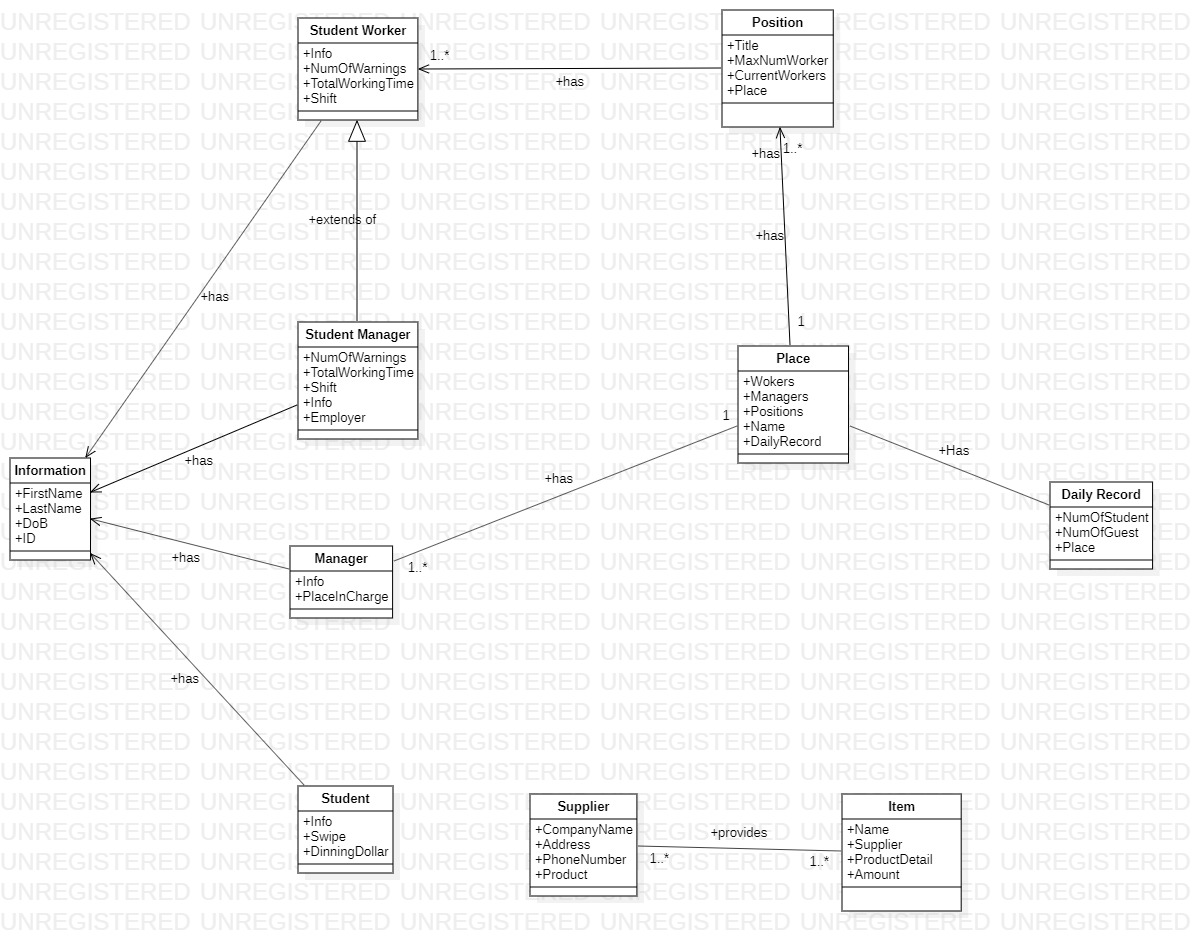 Student Worker
+Info
+NumOfWarnings
+TotalWorkingTime
+Shift
1..*
+has
Position
+Title
+MaxNumWorker
+CurrentWorkers
+Place
+has
1..*
+extends of
+has
1
+has
Student Manager
+NumOfWarnings
+TotalWorkingTime
+Shift
+Info
+Employer
Place
+Wokers
+Managers
+Positions
+Name
+DailyRecord
1
+has
1..*
+Has
Daily Record
+NumOfStudent
+NumOfGuest
+Place
+has
Information
+FirstName
+LastName
+DoB
+ID
+has
Manager
+Info
+PlaceInCharge
+has
Student
+Info
+Swipe
+DinningDollar
Supplier
+CompanyName
+Address
+PhoneNumber
+Product
+provides
1..*
1..*
Item
+Name
+Supplier
+ProductDetail
+Amount
UNREGISTERED